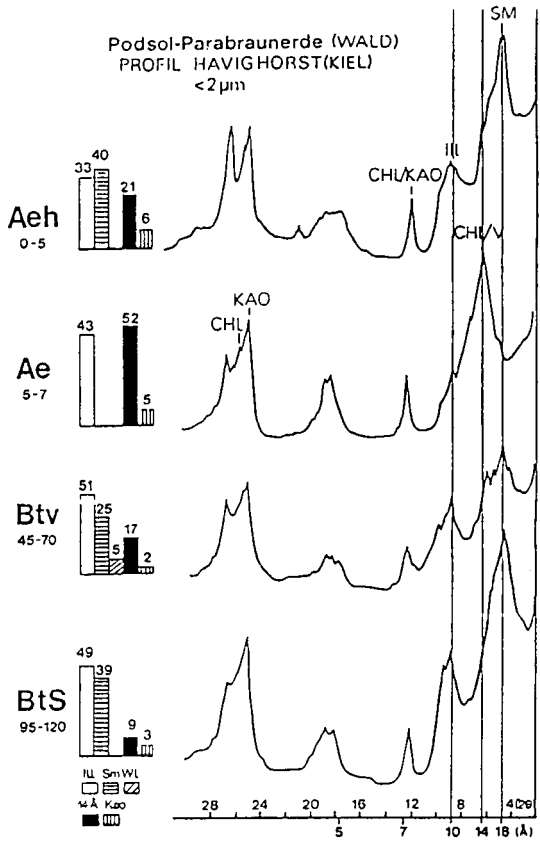 Podsol-Parabraunerde (WALD)
PROFIL HAVIGHORST(KIEL)
<2µm
SM
Ill
CHL/KAO
CHL/V
33 40 21 6
Aeh
0-5
KAO
CHL
43 52 5
Ae
5-7
51 25 5 17 2
Btv
45-70
49 39 9 3
BtS
95-120
Ill Sm Wl
14Å Kao
28 24 20 16 12 8 4(2θ)
5 7 10 14 18 (Å)